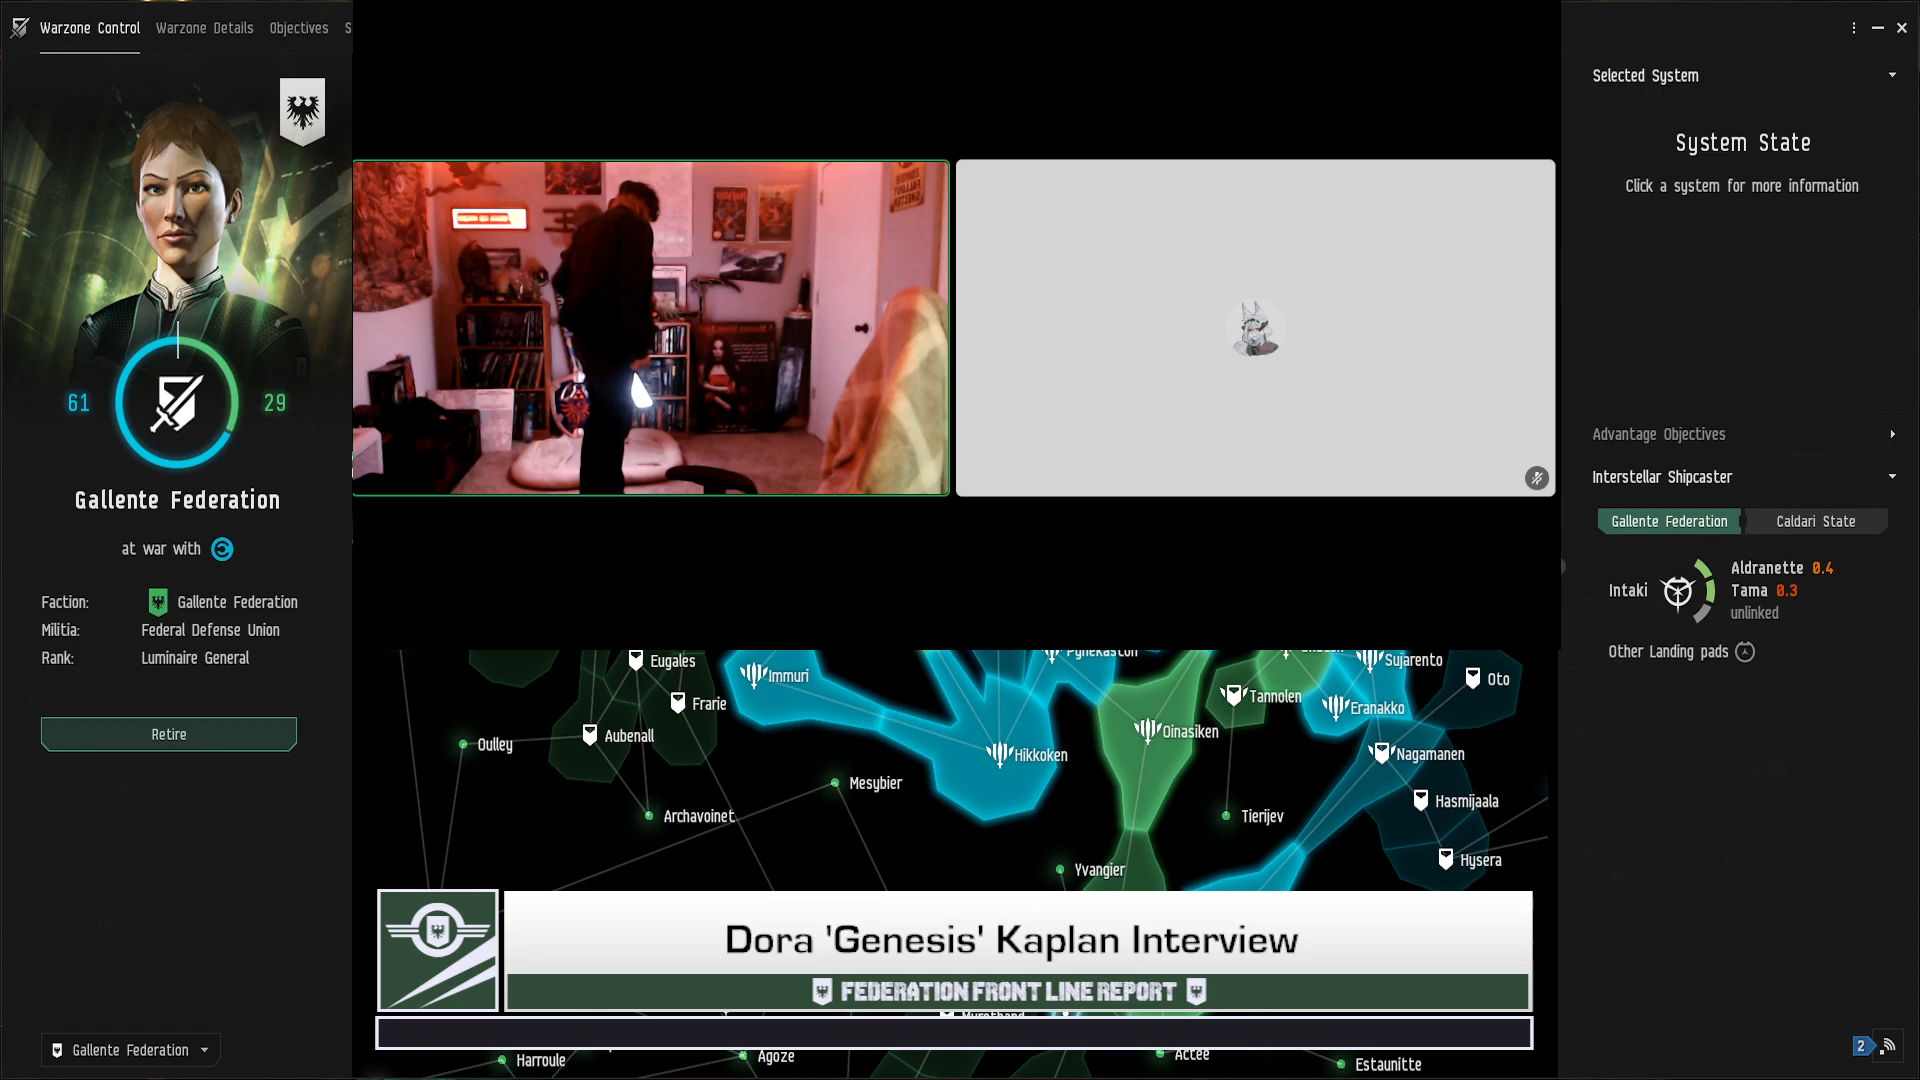 Warzone Control
Warzone Details
Objectives
S
61
29
Gallente Federation
at war with
Faction:
Gallente Federation
Militia:
Federal Defense Union
Rank:
Luminaire General
Retire
Gallente Federation
Eugales
Frarie
Aubenall
Oulley
Archavoinet
Immuri
Mesybier
Hikkoken
Pynekaston
Oinasiken
Yvangier
Tannolen
Tierijev
Sujarento
Eranakko
Oto
Nagamanen
Hasmijaala
Hysera
Dora 'Genesis' Kaplan Interview
FEDERATION FRONT LINE REPORT
Harroule
Agoze
Actee
Estaunitte
Selected System
System State
Click a system for more information
Advantage Objectives
Interstellar Shipcaster
Gallente Federation
Caldari State
Intaki
Aldranette 0.4
Tama 0.3
unlinked
Other Landing pads
2